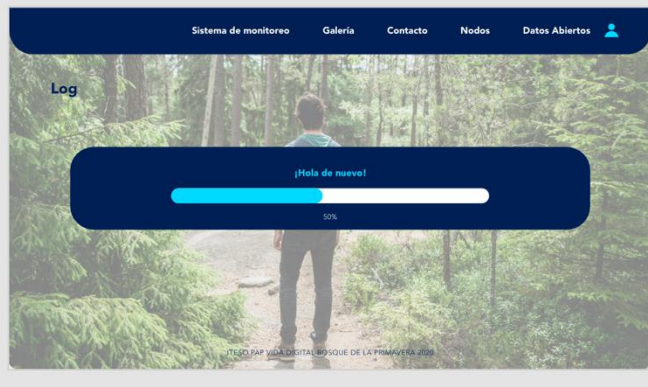 Sistema de monitoreo Galería Contacto Nodos Datos Abiertos
Log
¡Hola de nuevo!
50%
ITESO PAP VIDA DIGITAL BOSQUE DE LA PRIMAVERA 2020